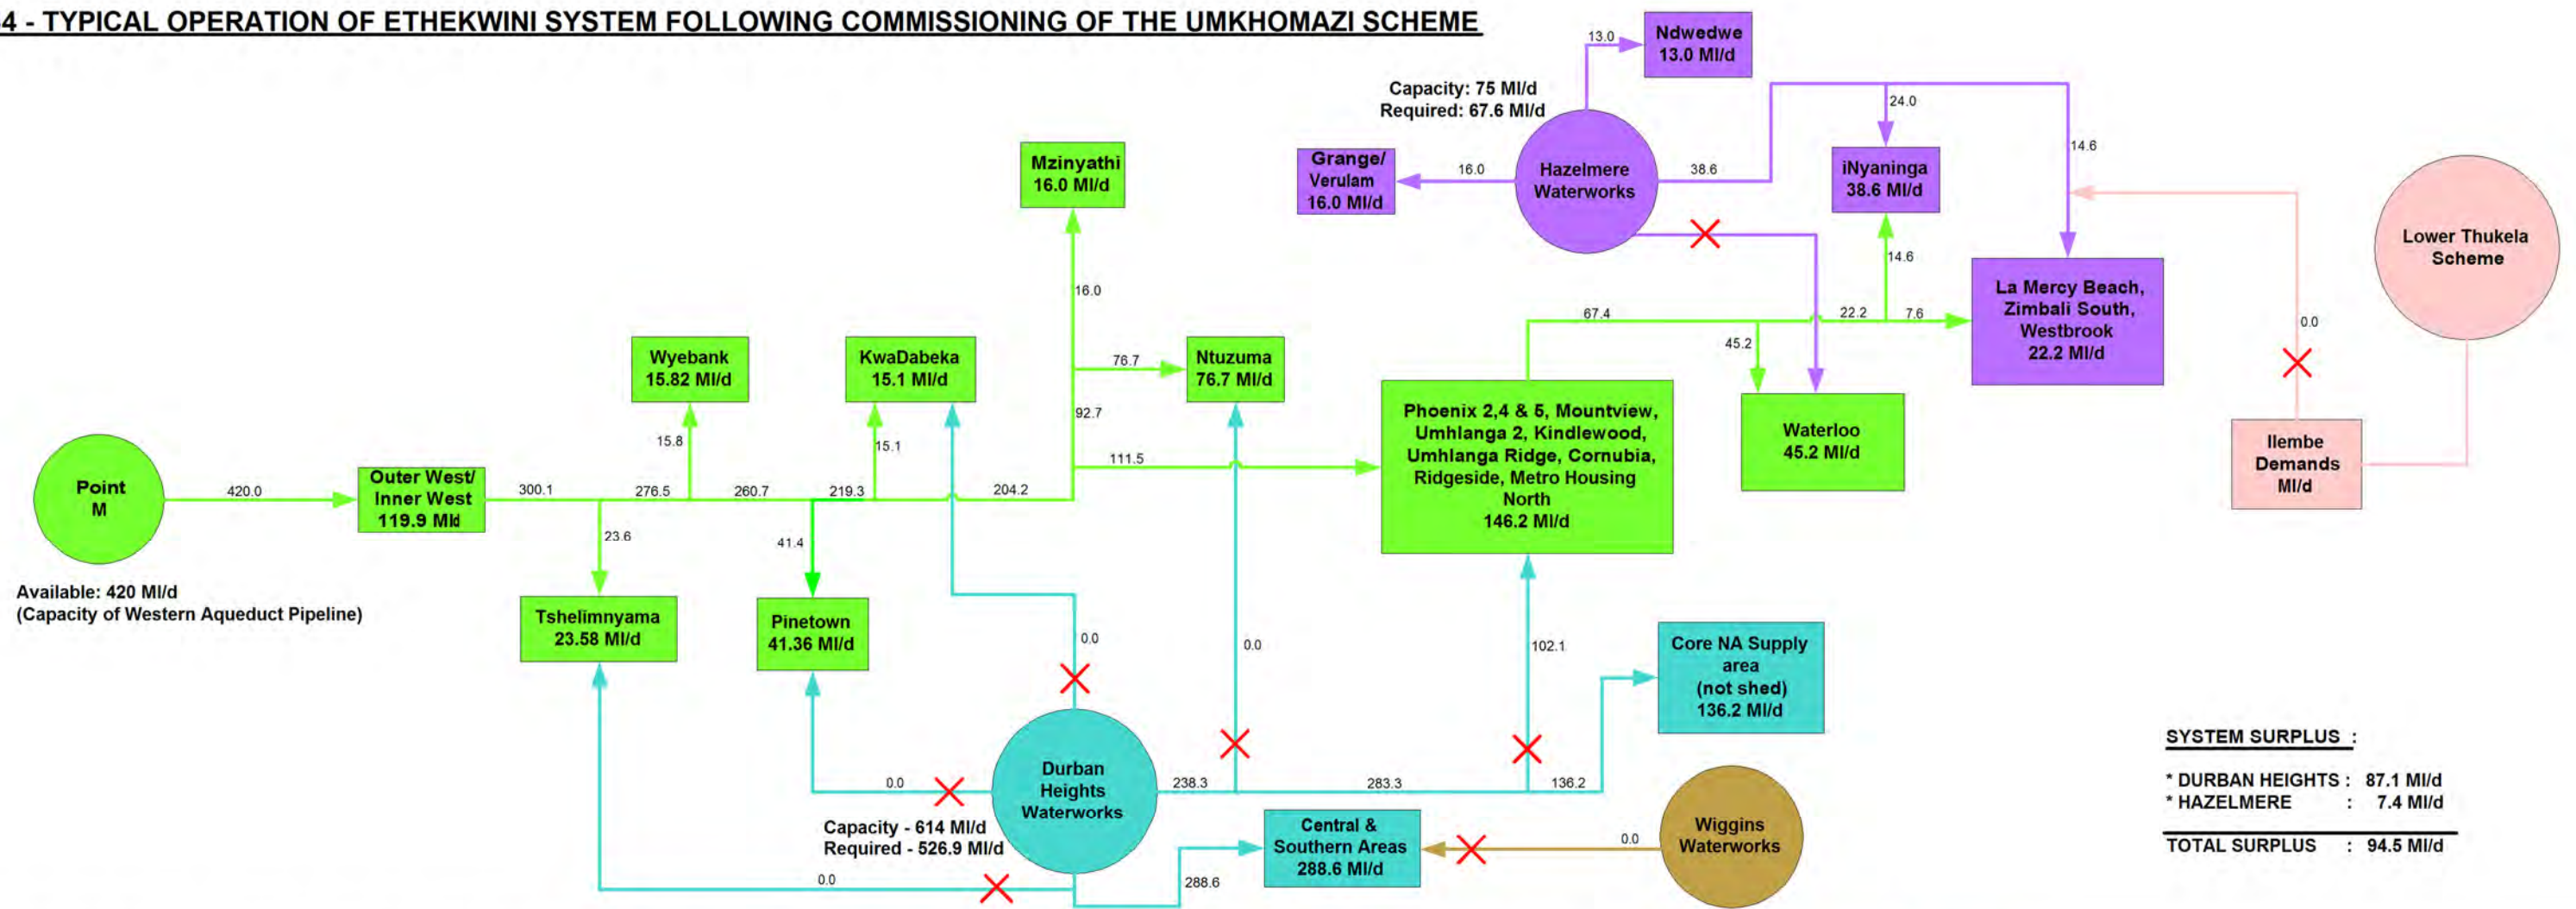 4 - TYPICAL OPERATION OF ETHEKWINI SYSTEM FOLLOWING COMMISSIONING OF THE UMKHOMAZI SCHEME
13.0
Ndwedwe
13.0 Ml/d
Capacity: 75 Ml/d
Required: 67.6 Ml/d
24.0
14.6
Mzinyathi
16.0 Ml/d
Grange/
Verulam
16.0 Ml/d
16.0
Hazelmere
Waterworks
38.6
iNyaninga
38.6 Ml/d
Lower Thukela
Scheme
14.6
16.0
La Mercy Beach,
Zimbali South,
Westbrook
22.2 Ml/d
67.4
22.2
7.6
0.0
45.2
Wyebank
15.82 Ml/d
KwaDabeka
15.1 Ml/d
76.7
Ntuzuma
76.7 Ml/d
92.7
15.8
15.1
Phoenix 2,4 & 5, Mountview,
Umhlanga 2, Kindlewood,
Umhlanga Ridge, Cornubia,
Ridgeside, Metro Housing
North
146.2 Ml/d
Waterloo
45.2 Ml/d
Ilembe
Demands
Ml/d
111.5
Point
M
420.0
Outer West/
Inner West
119.9 Mld
300.1
276.5
260.7
219.3
204.2
23.6
41.4
Available: 420 Ml/d
(Capacity of Western Aqueduct Pipeline)
Tshelimnyama
23.58 Ml/d
Pinetown
41.36 Ml/d
0.0
0.0
102.1
Core NA Supply
area
(not shed)
136.2 Ml/d
0.0
Durban
Heights
Waterworks
238.3
283.3
136.2
Capacity - 614 Ml/d
Required - 526.9 Ml/d
Central &
Southern Areas
288.6 Ml/d
0.0
Wiggins
Waterworks
0.0
288.6
SYSTEM SURPLUS :
* DURBAN HEIGHTS : 87.1 Ml/d
* HAZELMERE : 7.4 Ml/d
TOTAL SURPLUS : 94.5 Ml/d